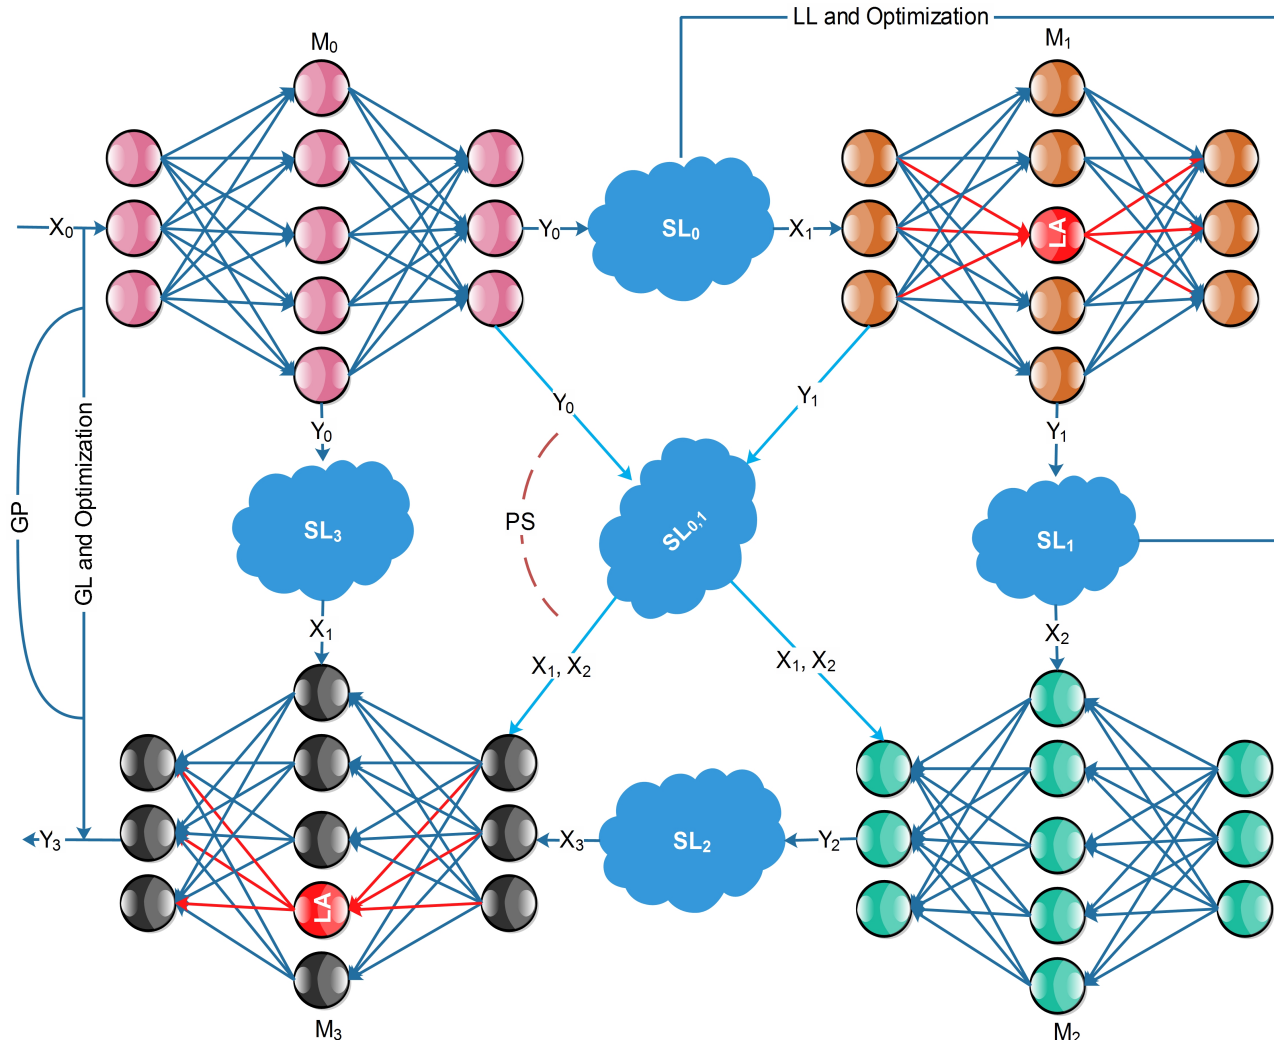 LL and Optimization
M₀
M₁
X₀
Y₀
SL₀
X₁
LA
Y₀
Y₁
Y₀
Y₁
GP
GL and Optimization
SL₃
PS
SL₀,₁
SL₁
X₁
X₁, X₂
X₁, X₂
X₂
Y₃
X₃
SL₂
Y₂
LA
M₃
M₂